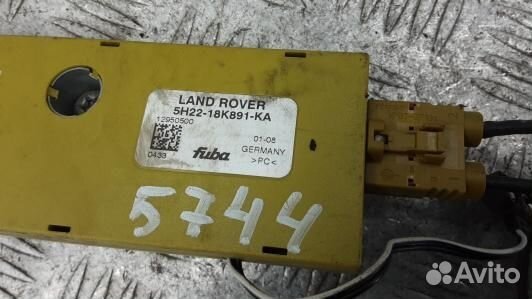 LAND ROVER
5H22-18K891-KA
12950500
01-08
GERMANY
0433
fuba
>PC<
5744
Avito